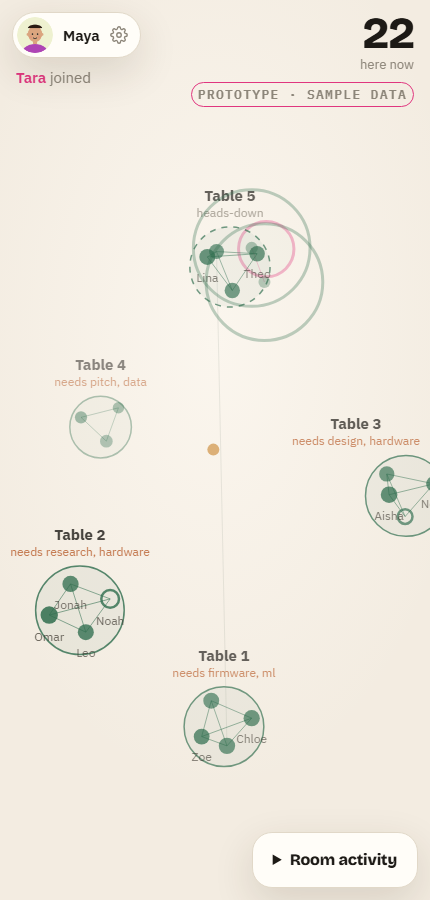 Maya
22
here now
Tara joined
PROTOTYPE · SAMPLE DATA
Table 5
heads-down
Lina
Theo
Table 4
needs pitch, data
Table 3
needs design, hardware
Aisha
N
Table 2
needs research, hardware
Jonah
Noah
Omar
Leo
Table 1
needs firmware, ml
Chloe
Zoe
Room activity